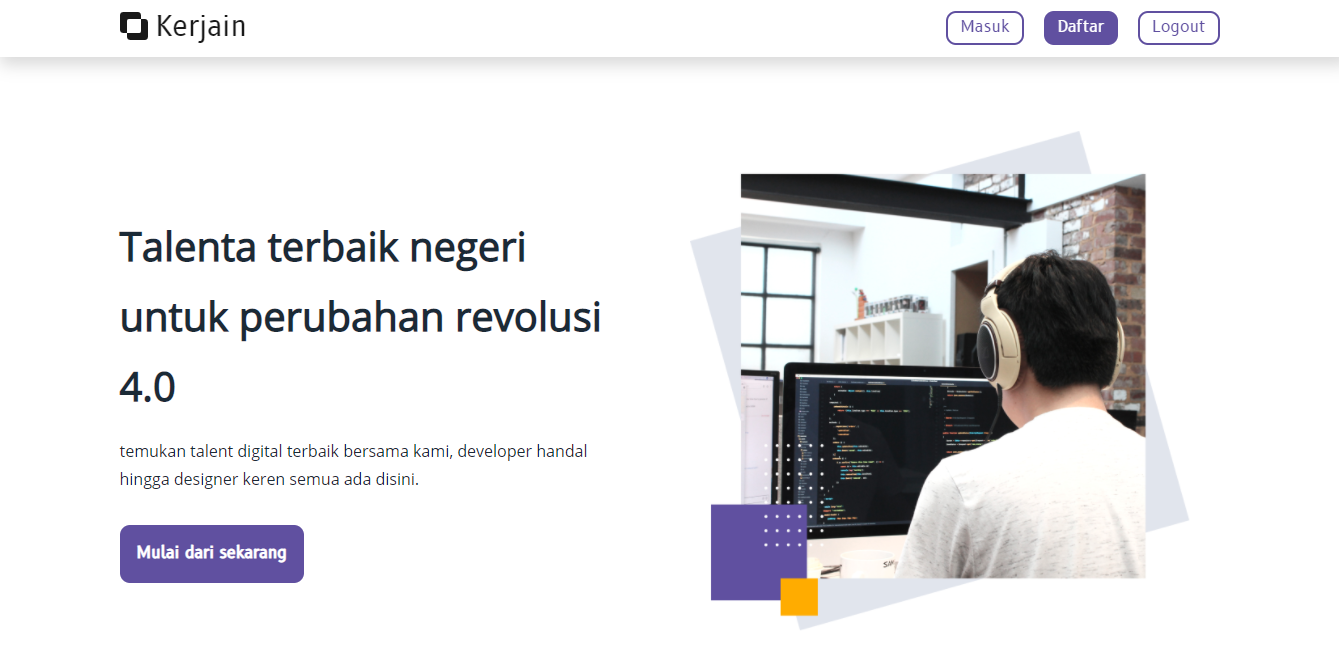 Kerjain
Masuk
Daftar
Logout
Talenta terbaik negeri
untuk perubahan revolusi
4.0
temukan talent digital terbaik bersama kami, developer handal
hingga designer keren semua ada disini.
Mulai dari sekarang